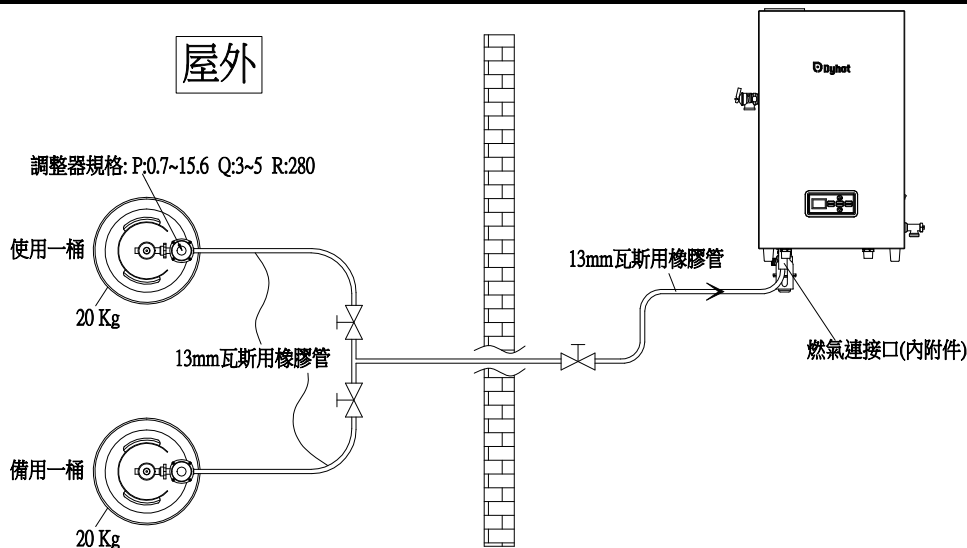 屋外
Dyhot
調整器規格: P:0.7~15.6 Q:3~5 R:280
使用一桶
20 Kg
13mm瓦斯用橡膠管
13mm瓦斯用橡膠管
燃氣連接口(內附件)
備用一桶
20 Kg